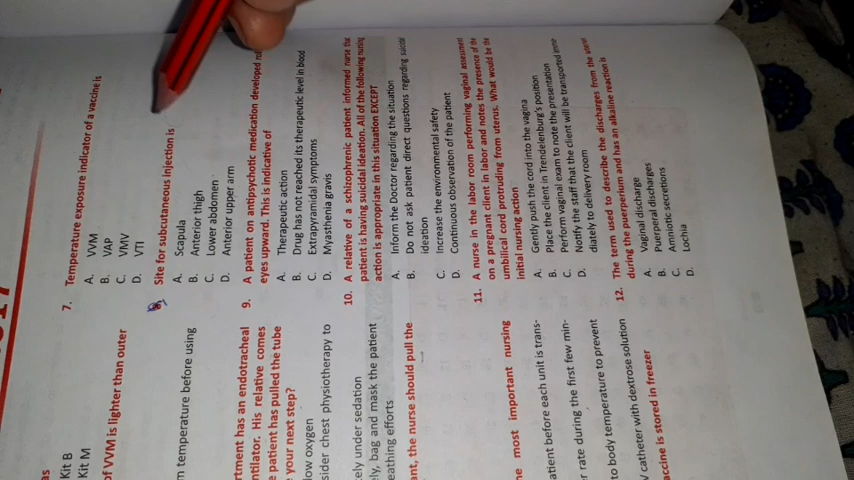 as
Kit B
Kit M
of VVM is lighter than outer
m temperature before using
rtment has an endotracheal
ntilator. His relative comes
e patient has pulled the tube
your next step?
low oxygen
sider chest physiotherapy to
tely under sedation
ly, bag and mask the patient
eathing efforts
ant, the nurse should pull the
ne most important nursing
atient before each unit is trans-
r rate during the first few min-
to body temperature to prevent
V catheter with dextrose solution
accine is stored in freezer
7. Temperature exposure indicator of a vaccine is
A. VVM
B. VAP
C. VMV
D. VTI
8. Site for subcutaneous injection is
A. Scapula
B. Anterior thigh
C. Lower abdomen
D. Anterior upper arm
9. A patient on antipsychotic medication developed rol
eyes upward. This is indicative of
A. Therapeutic action
B. Drug has not reached its therapeutic level in blood
C. Extrapyramidal symptoms
D. Myasthenia gravis
10. A relative of a schizophrenic patient informed nurse that
patient is having suicidal ideation. All of the following nursing
action is appropriate in this situation EXCEPT
A. Inform the Doctor regarding the situation
B. Do not ask patient direct questions regarding suicidal
ideation
C. Increase the environmental safety
D. Continuous observation of the patient
11. A nurse in the labor room performing vaginal assessment
on a pregnant client in labor and notes the presence of the
umbilical cord protruding from uterus. What would be the
initial nursing action
A. Gently push the cord into the vagina
B. Place the client in Trendelenburg's position
C. Perform vaginal exam to note the presentation
D. Notify the staff that the client will be transported imme-
diately to delivery room
12. The term used to describe the discharges from the uterus
during the puerperium and has an alkaline reaction is
A. Vaginal discharge
B. Puerperal discharges
C. Amniotic secretions
D. Lochia